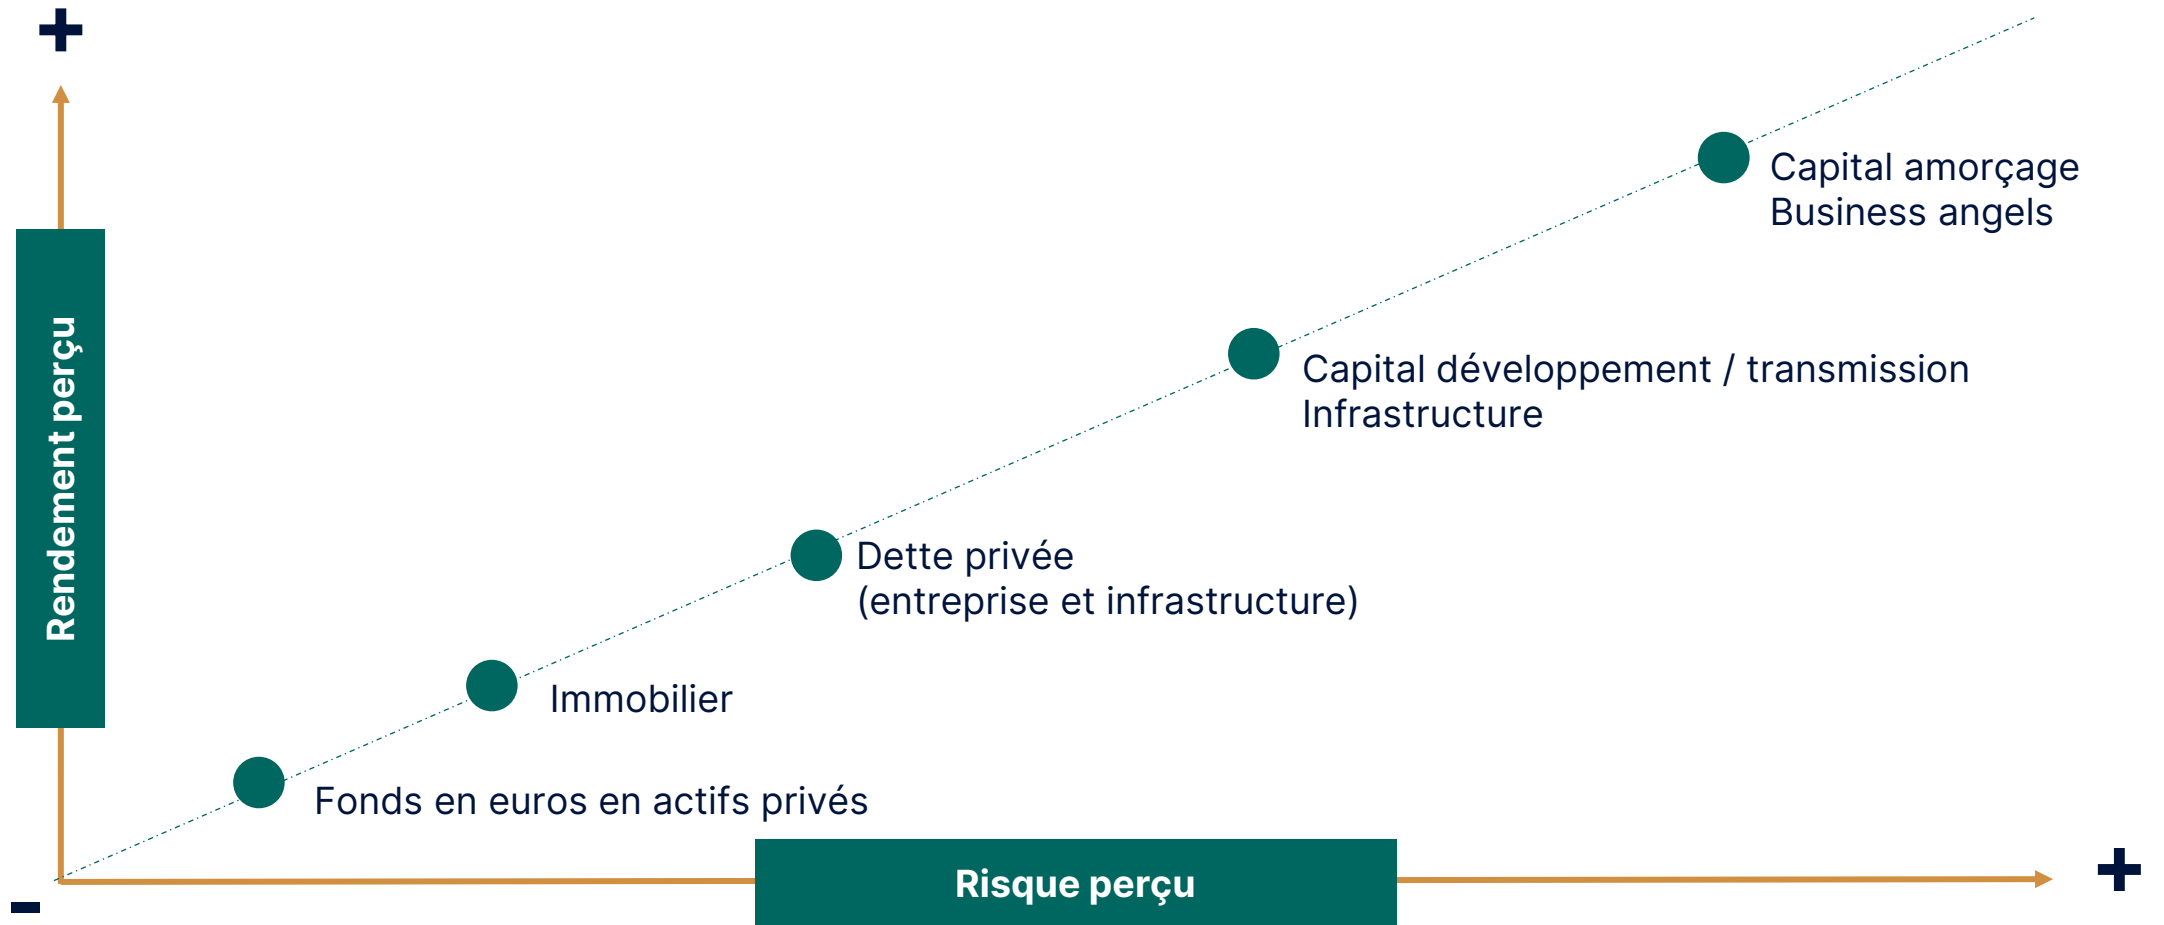 +
Capital amorçage
Business angels
Rendement perçu
Capital développement / transmission
Infrastructure
Dette privée
(entreprise et infrastructure)
Immobilier
Fonds en euros en actifs privés
Risque perçu
+
-